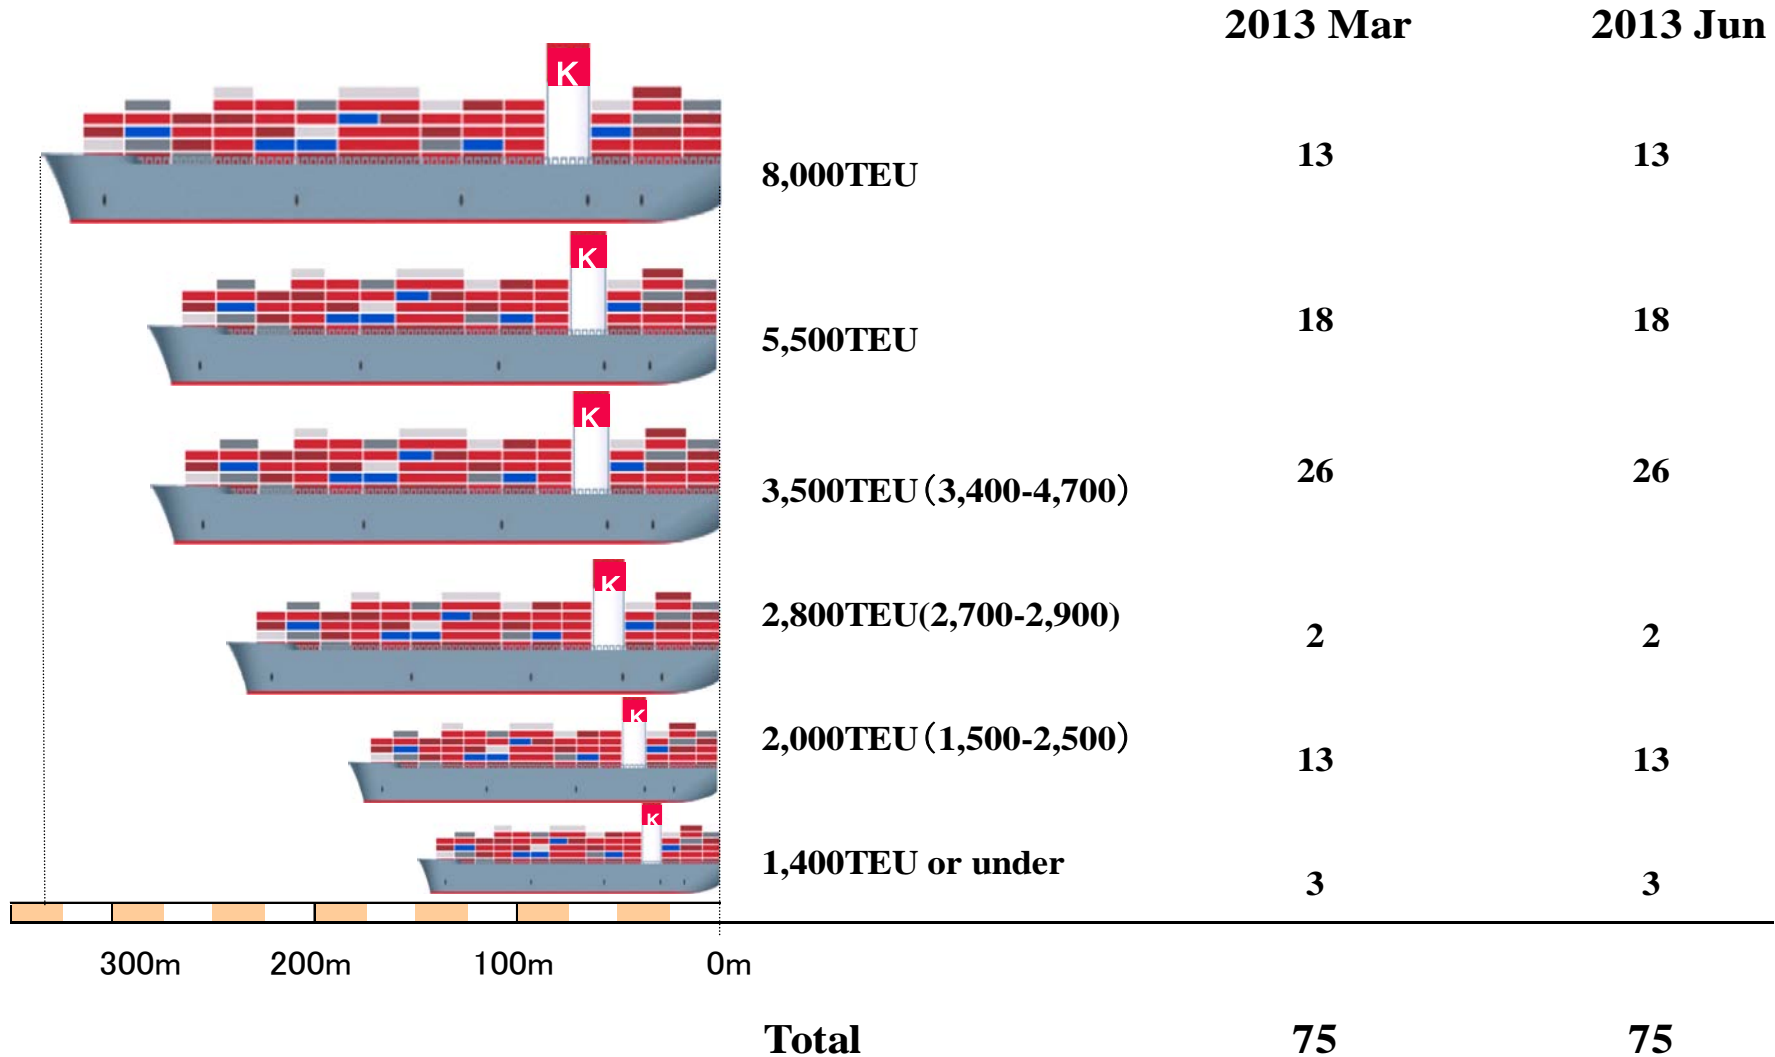 2013 Mar 2013 Jun
K
8,000TEU 13 13
K
5,500TEU 18 18
K
3,500TEU（3,400-4,700） 26 26
K
2,800TEU(2,700-2,900) 2 2
K
2,000TEU（1,500-2,500） 13 13
K
1,400TEU or under 3 3
300m 200m 100m 0m
Total 75 75